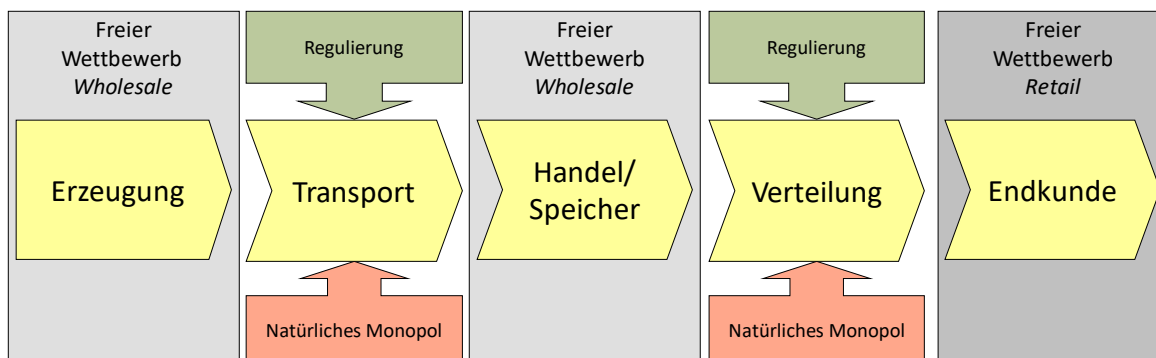 Freier
Wettbewerb
Wholesale
Regulierung
Freier
Wettbewerb
Wholesale
Regulierung
Freier
Wettbewerb
Retail
Erzeugung
Transport
Handel/
Speicher
Verteilung
Endkunde
Natürliches Monopol
Natürliches Monopol